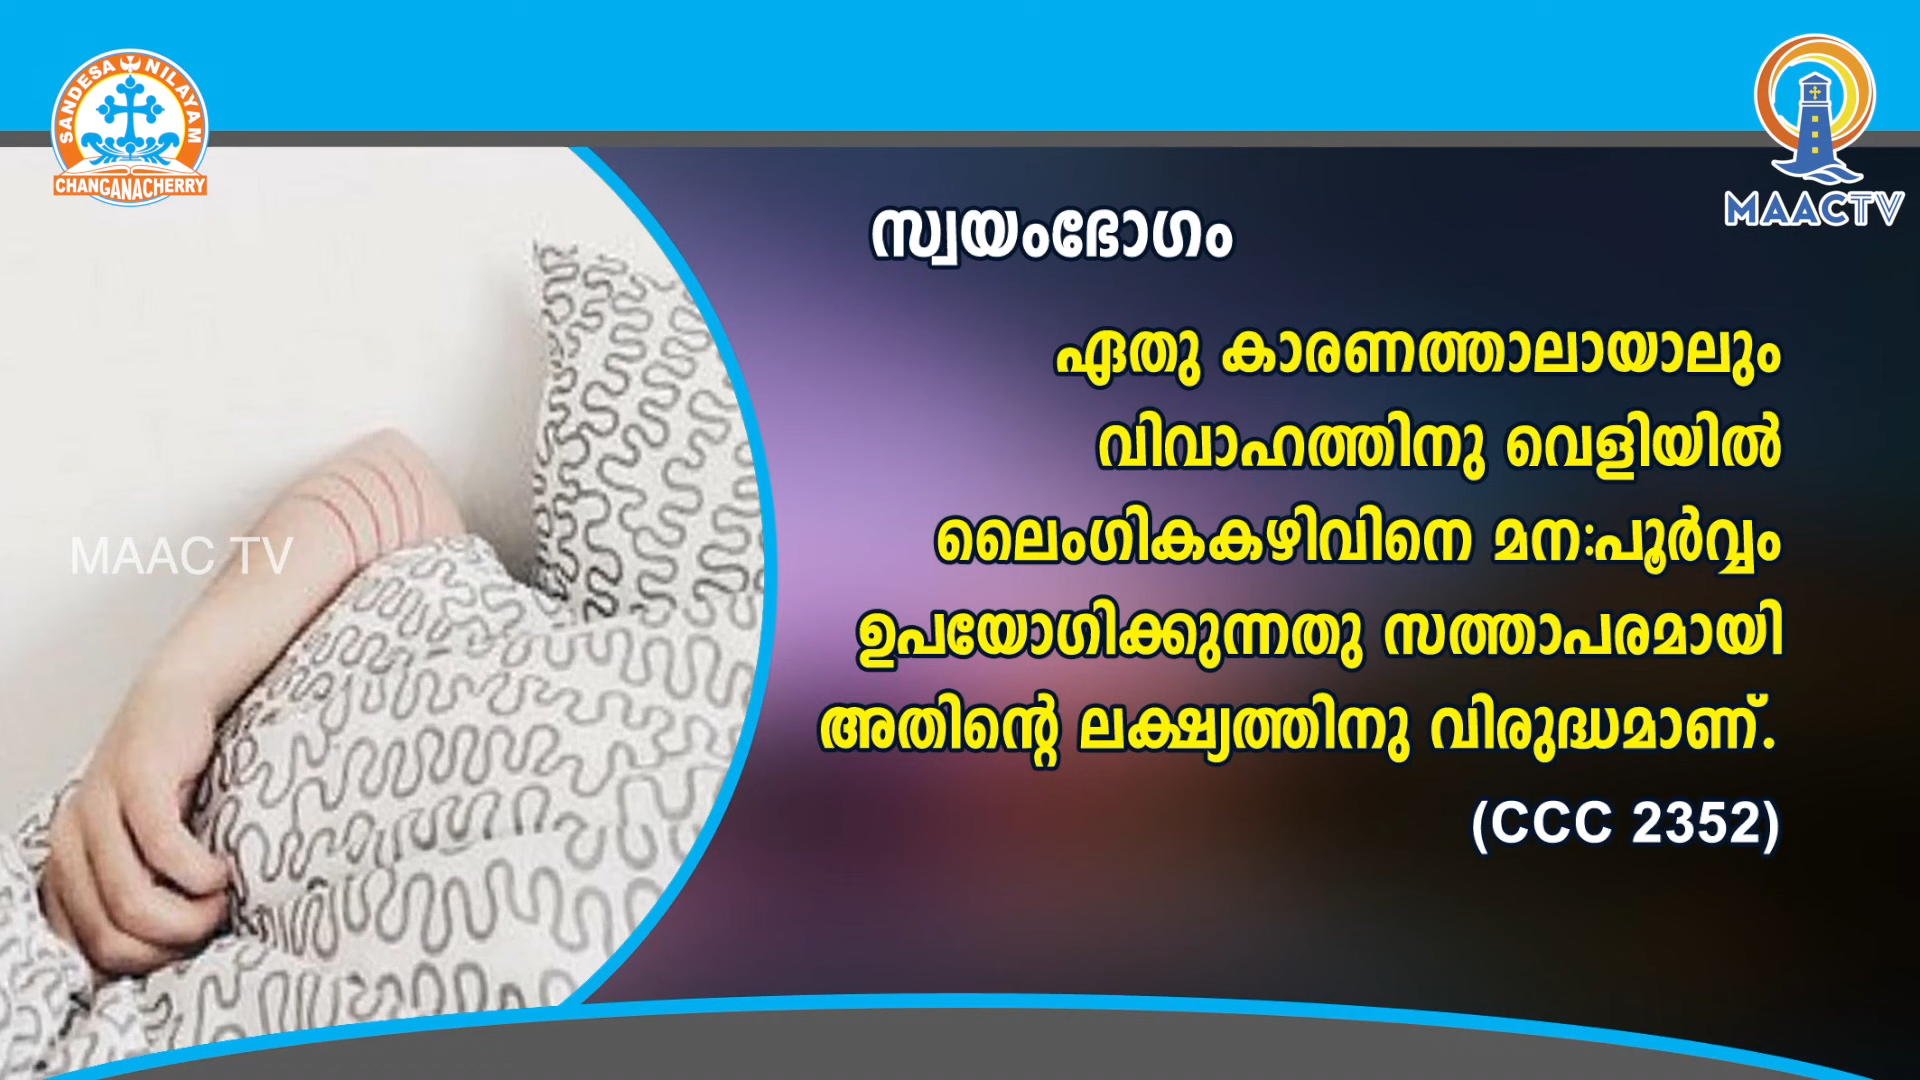 SANDESA NILAYAM
CHANGANACHERRY
MAACTV
സ്വയംഭോഗം
ഏതു കാരണത്താലായാലും
വിവാഹത്തിനു വെളിയിൽ
ലൈംഗികകഴിവിനെ മനഃപൂർവ്വം
ഉപയോഗിക്കുന്നതു സത്താപരമായി
അതിന്റെ ലക്ഷ്യത്തിനു വിരുദ്ധമാണ്.
(CCC 2352)
MAAC TV